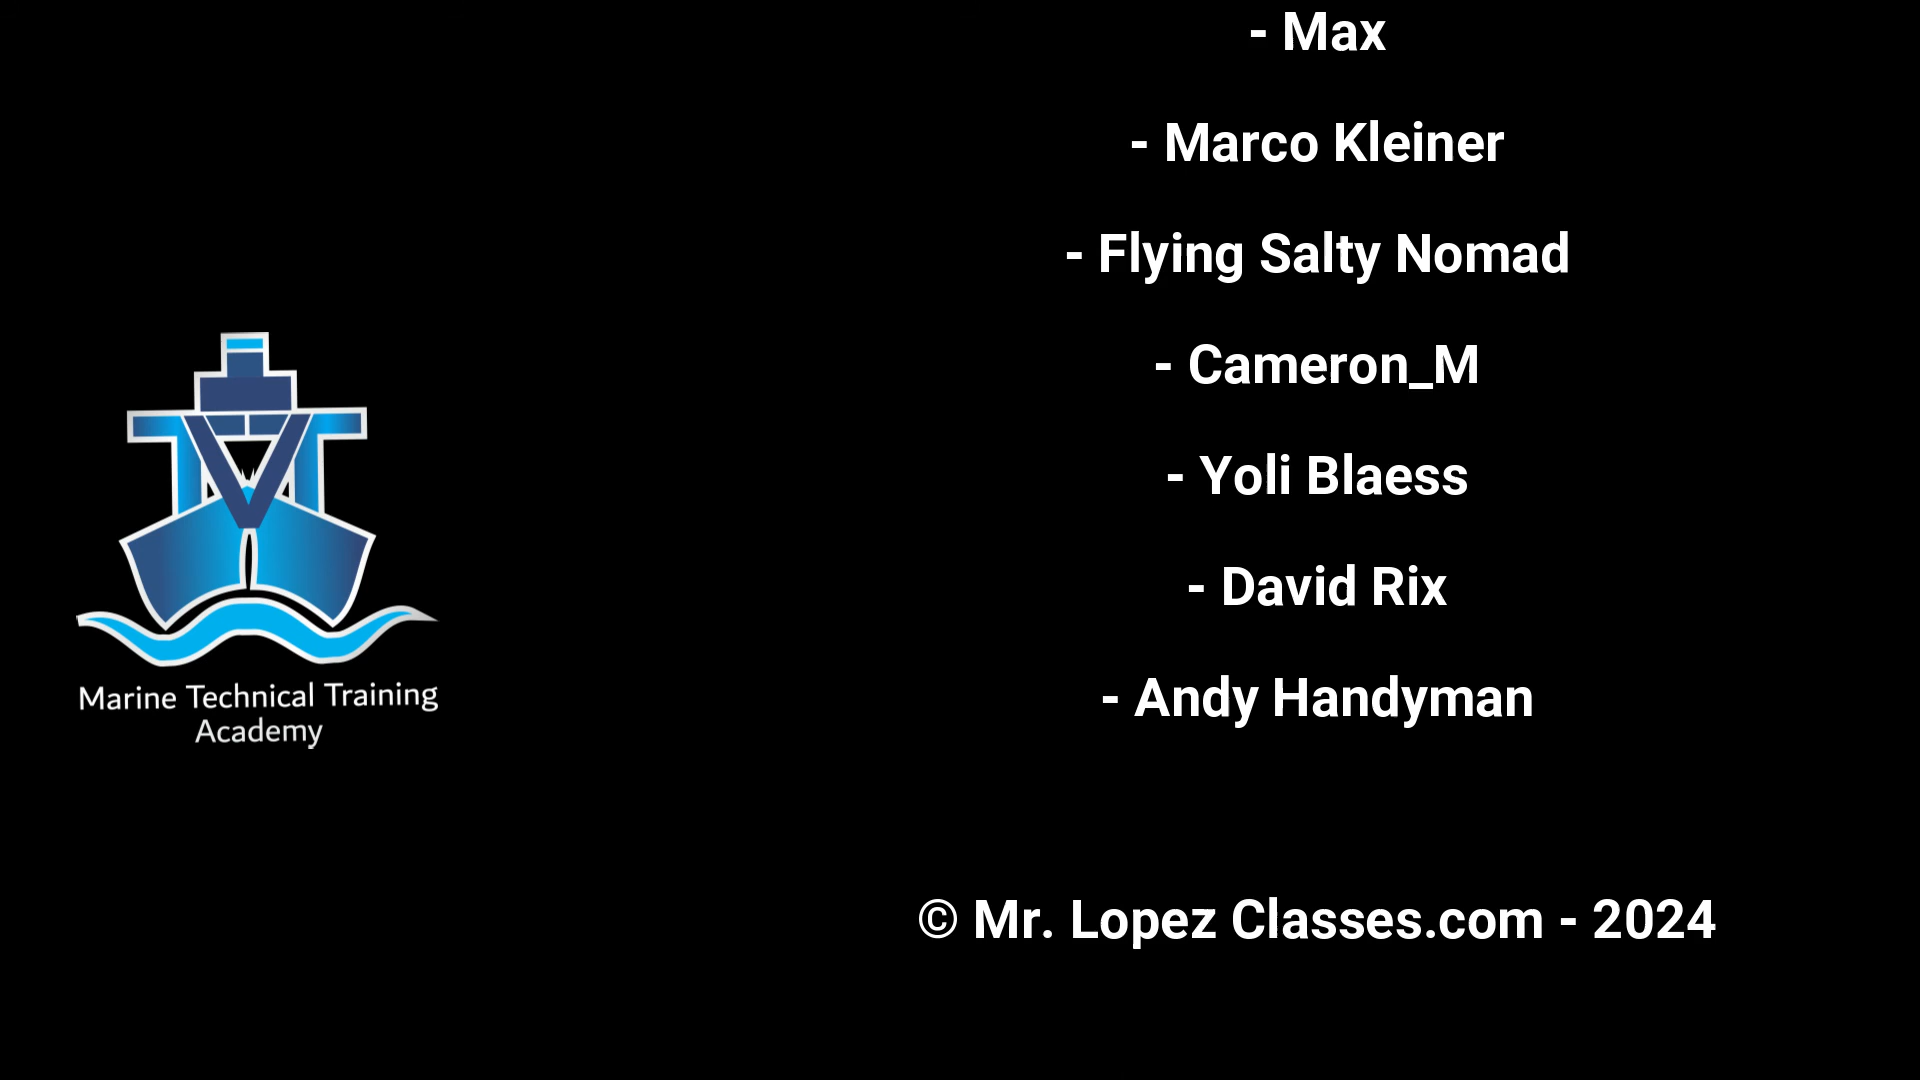 - Max
- Marco Kleiner
- Flying Salty Nomad
- Cameron_M
- Yoli Blaess
- David Rix
- Andy Handyman
Marine Technical Training
Academy
© Mr. Lopez Classes.com - 2024